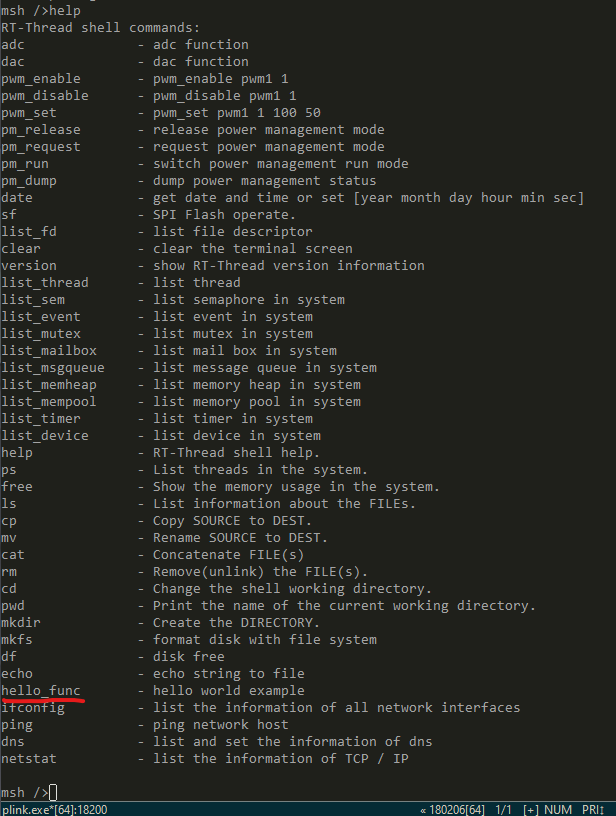 msh />help
RT-Thread shell commands:
adc - adc function
dac - dac function
pwm_enable - pwm_enable pwm1 1
pwm_disable - pwm_disable pwm1 1
pwm_set - pwm_set pwm1 1 100 50
pm_release - release power management mode
pm_request - request power management mode
pm_run - switch power management run mode
pm_dump - dump power management status
date - get date and time or set [year month day hour min sec]
sf - SPI Flash operate.
list_fd - list file descriptor
clear - clear the terminal screen
version - show RT-Thread version information
list_thread - list thread
list_sem - list semaphore in system
list_event - list event in system
list_mutex - list mutex in system
list_mailbox - list mail box in system
list_msgqueue - list message queue in system
list_memheap - list memory heap in system
list_mempool - list memory pool in system
list_timer - list timer in system
list_device - list device in system
help - RT-Thread shell help.
ps - List threads in the system.
free - Show the memory usage in the system.
ls - List information about the FILEs.
cp - Copy SOURCE to DEST.
mv - Rename SOURCE to DEST.
cat - Concatenate FILE(s)
rm - Remove(unlink) the FILE(s).
cd - Change the shell working directory.
pwd - Print the name of the current working directory.
mkdir - Create the DIRECTORY.
mkfs - format disk with file system
df - disk free
echo - echo string to file
hello_func - hello world example
ifconfig - list the information of all network interfaces
ping - ping network host
dns - list and set the information of dns
netstat - list the information of TCP / IP
msh />
plink.exe*[64]:18200 « 180206[64] 1/1 [+] NUM PRI↕